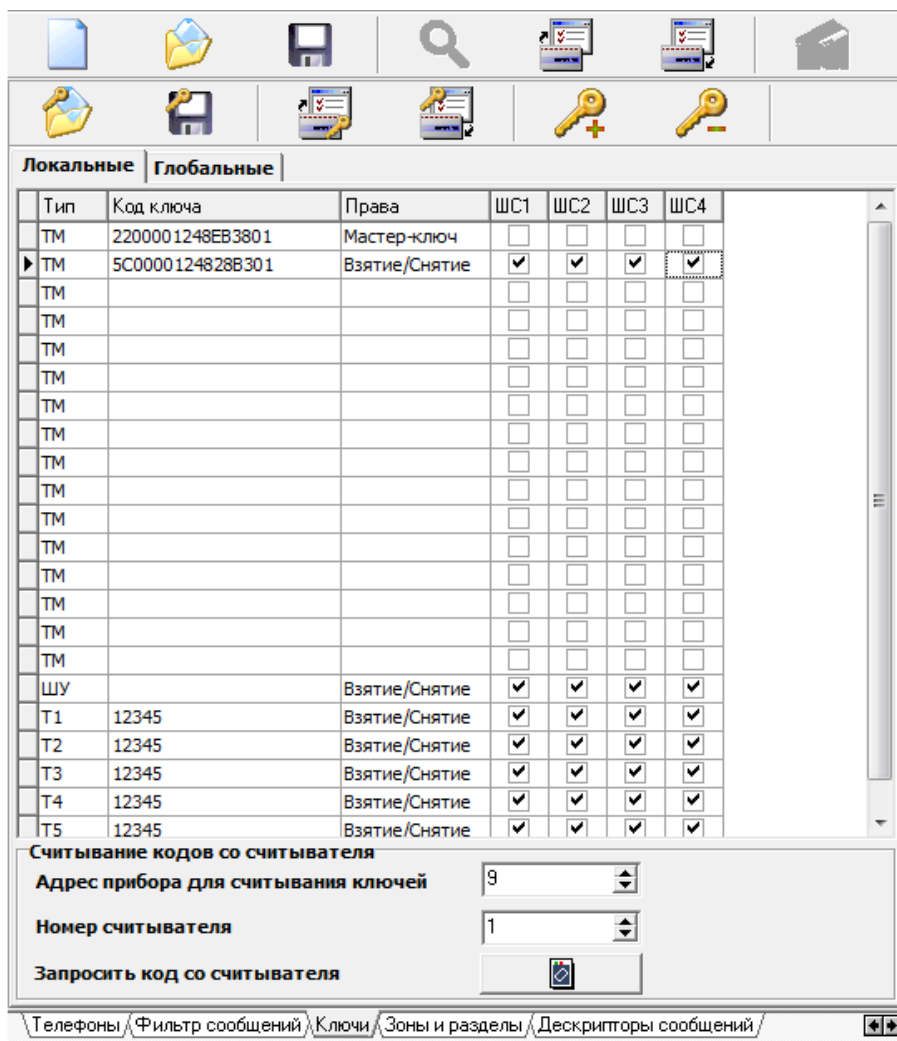 Локальные Глобальные
Тип Код ключа Права ШС1 ШС2 ШС3 ШС4
ТМ 2200001248EB3801 Мастер-ключ
ТМ 5C0000124828B301 Взятие/Снятие
ТМ
ТМ
ТМ
ТМ
ТМ
ТМ
ТМ
ТМ
ТМ
ТМ
ТМ
ТМ
ТМ
ТМ
ШУ Взятие/Снятие
Т1 12345 Взятие/Снятие
Т2 12345 Взятие/Снятие
Т3 12345 Взятие/Снятие
Т4 12345 Взятие/Снятие
Т5 12345 Взятие/Снятие
Считывание кодов со считывателя
Адрес прибора для считывания ключей 9
Номер считывателя 1
Запросить код со считывателя
Телефоны Фильтр сообщений Ключи Зоны и разделы Дескрипторы сообщений